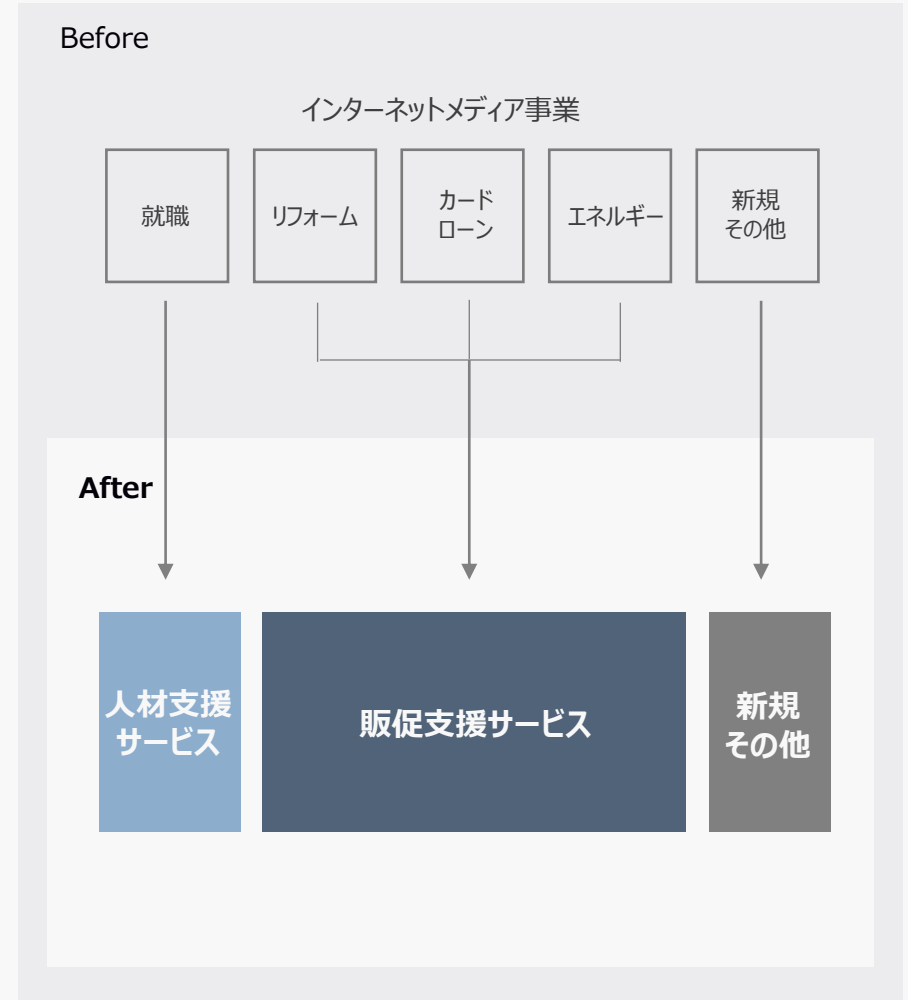 Before
インターネットメディア事業
就職
リフォーム
カード
ローン
エネルギー
新規
その他
After
人材支援
サービス
販促支援サービス
新規
その他